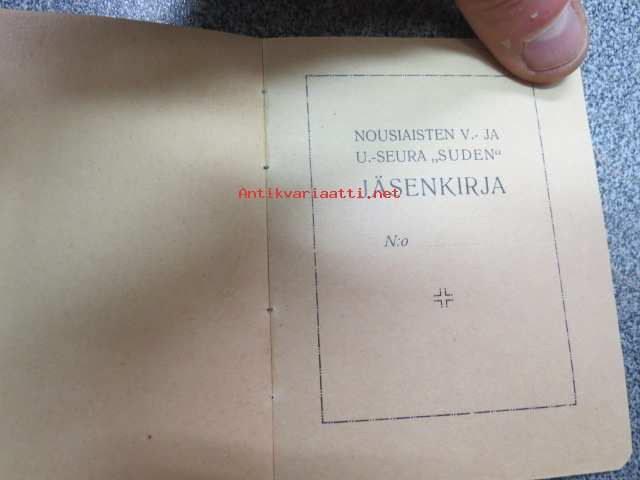 NOUSIAISTEN V.- JA
U.-SEURA „SUDEN“
JÄSENKIRJA
Antikvariaatti.net
N:o